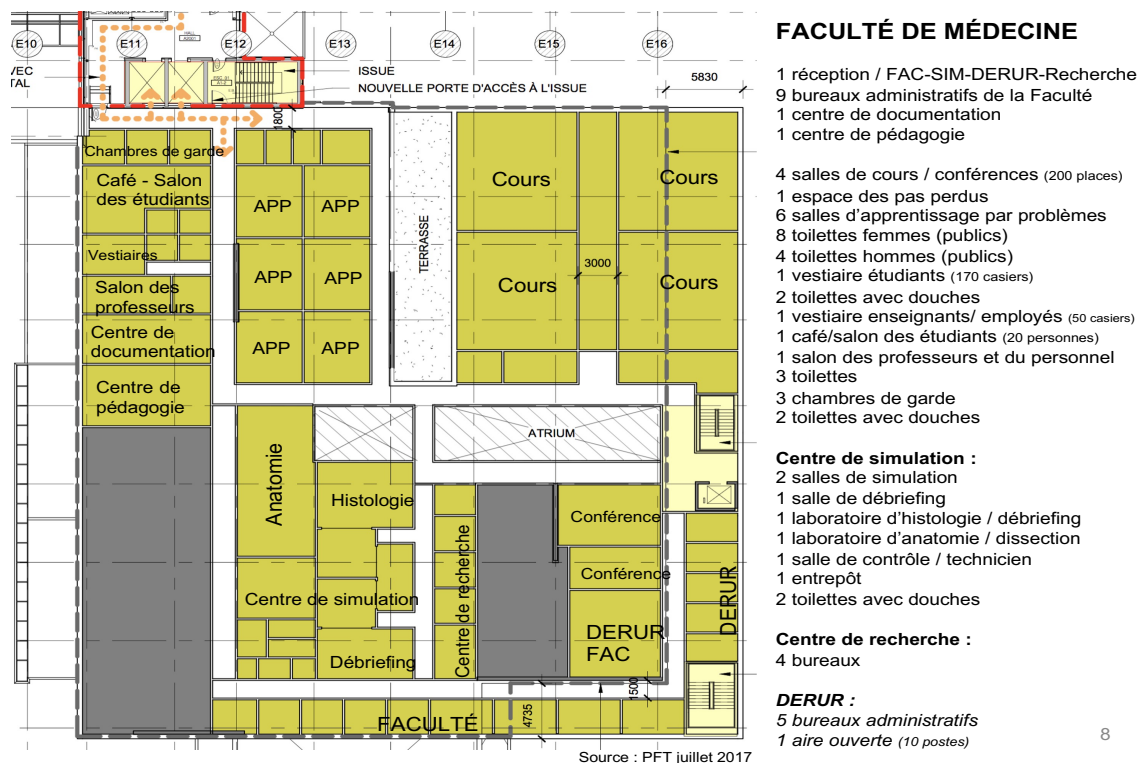 E10
E11
E12
E13
E14
E15
E16
HALL
A2001
AVEC
TAL
ISSUE
NOUVELLE PORTE D'ACCÈS À L'ISSUE
5830
1800
Chambres de garde
Café - Salon
des étudiants
Vestiaires
Salon des
professeurs
Centre de
documentation
Centre de
pédagogie
APP
APP
APP
APP
APP
APP
TERRASSE
Cours
Cours
3000
Cours
Cours
ATRIUM
Anatomie
Histologie
Centre de simulation
Débriefing
Centre de recherche
Conférence
Conférence
DERUR
FAC
DERUR
1500
4735
FACULTÉ
Source : PFT juillet 2017
FACULTÉ DE MÉDECINE
1 réception / FAC-SIM-DERUR-Recherche
9 bureaux administratifs de la Faculté
1 centre de documentation
1 centre de pédagogie
4 salles de cours / conférences (200 places)
1 espace des pas perdus
6 salles d'apprentissage par problèmes
8 toilettes femmes (publics)
4 toilettes hommes (publics)
1 vestiaire étudiants (170 casiers)
2 toilettes avec douches
1 vestiaire enseignants/ employés (50 casiers)
1 café/salon des étudiants (20 personnes)
1 salon des professeurs et du personnel
3 toilettes
3 chambres de garde
2 toilettes avec douches
Centre de simulation :
2 salles de simulation
1 salle de débriefing
1 laboratoire d'histologie / débriefing
1 laboratoire d'anatomie / dissection
1 salle de contrôle / technicien
1 entrepôt
2 toilettes avec douches
Centre de recherche :
4 bureaux
DERUR :
5 bureaux administratifs
1 aire ouverte (10 postes)
8